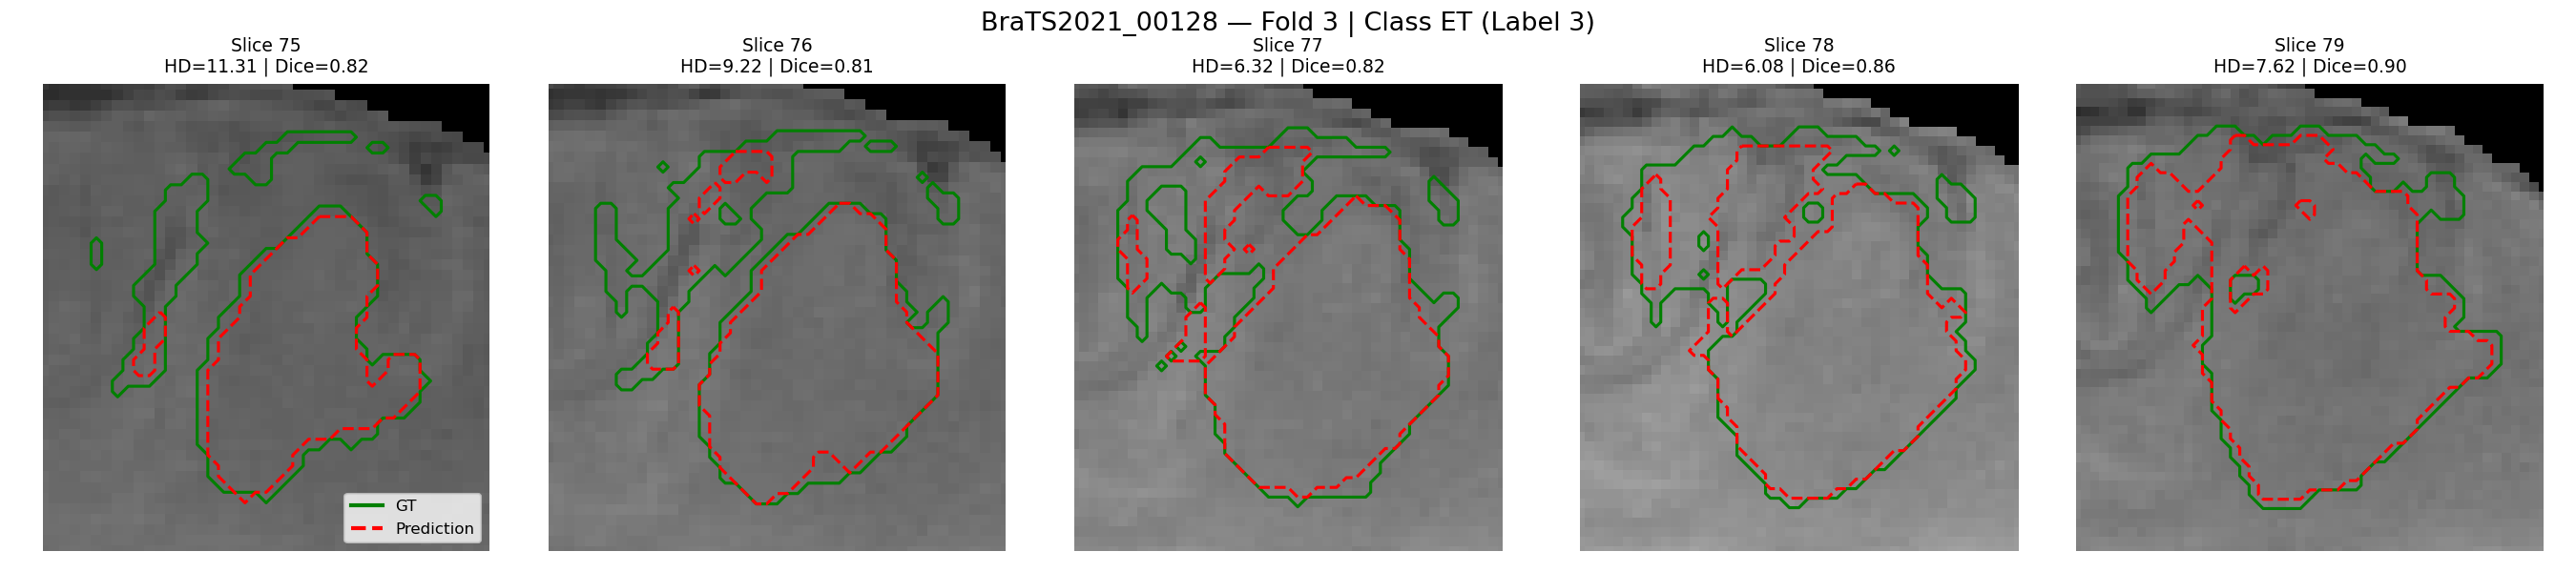 BraTS2021_00128 — Fold 3 | Class ET (Label 3)
Slice 75
HD=11.31 | Dice=0.82
Slice 76
HD=9.22 | Dice=0.81
Slice 77
HD=6.32 | Dice=0.82
Slice 78
HD=6.08 | Dice=0.86
Slice 79
HD=7.62 | Dice=0.90
GT
Prediction